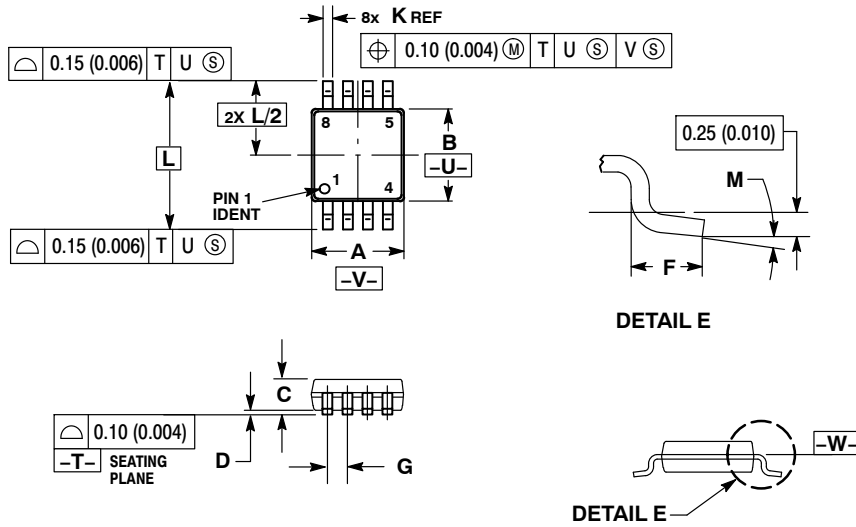 8x K REF
⌖ 0.10 (0.004) Ⓜ T U Ⓢ V Ⓢ
⌓ 0.15 (0.006) T U Ⓢ
2X L/2
L
8 5
B
–U–
1 4
PIN 1
IDENT
⌓ 0.15 (0.006) T U Ⓢ
A
–V–
0.25 (0.010)
M
F
DETAIL E
C
⌓ 0.10 (0.004)
–T– SEATING
PLANE
D
G
–W–
DETAIL E